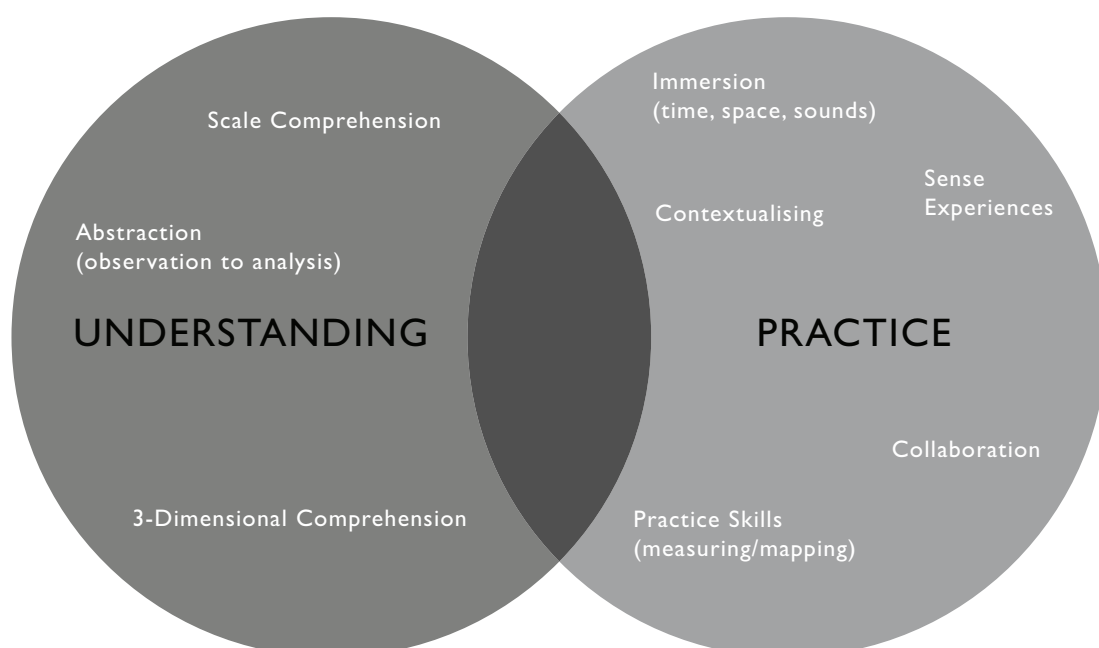 Scale Comprehension
Abstraction
(observation to analysis)
UNDERSTANDING
3-Dimensional Comprehension
Immersion
(time, space, sounds)
Sense
Experiences
Contextualising
PRACTICE
Collaboration
Practice Skills
(measuring/mapping)